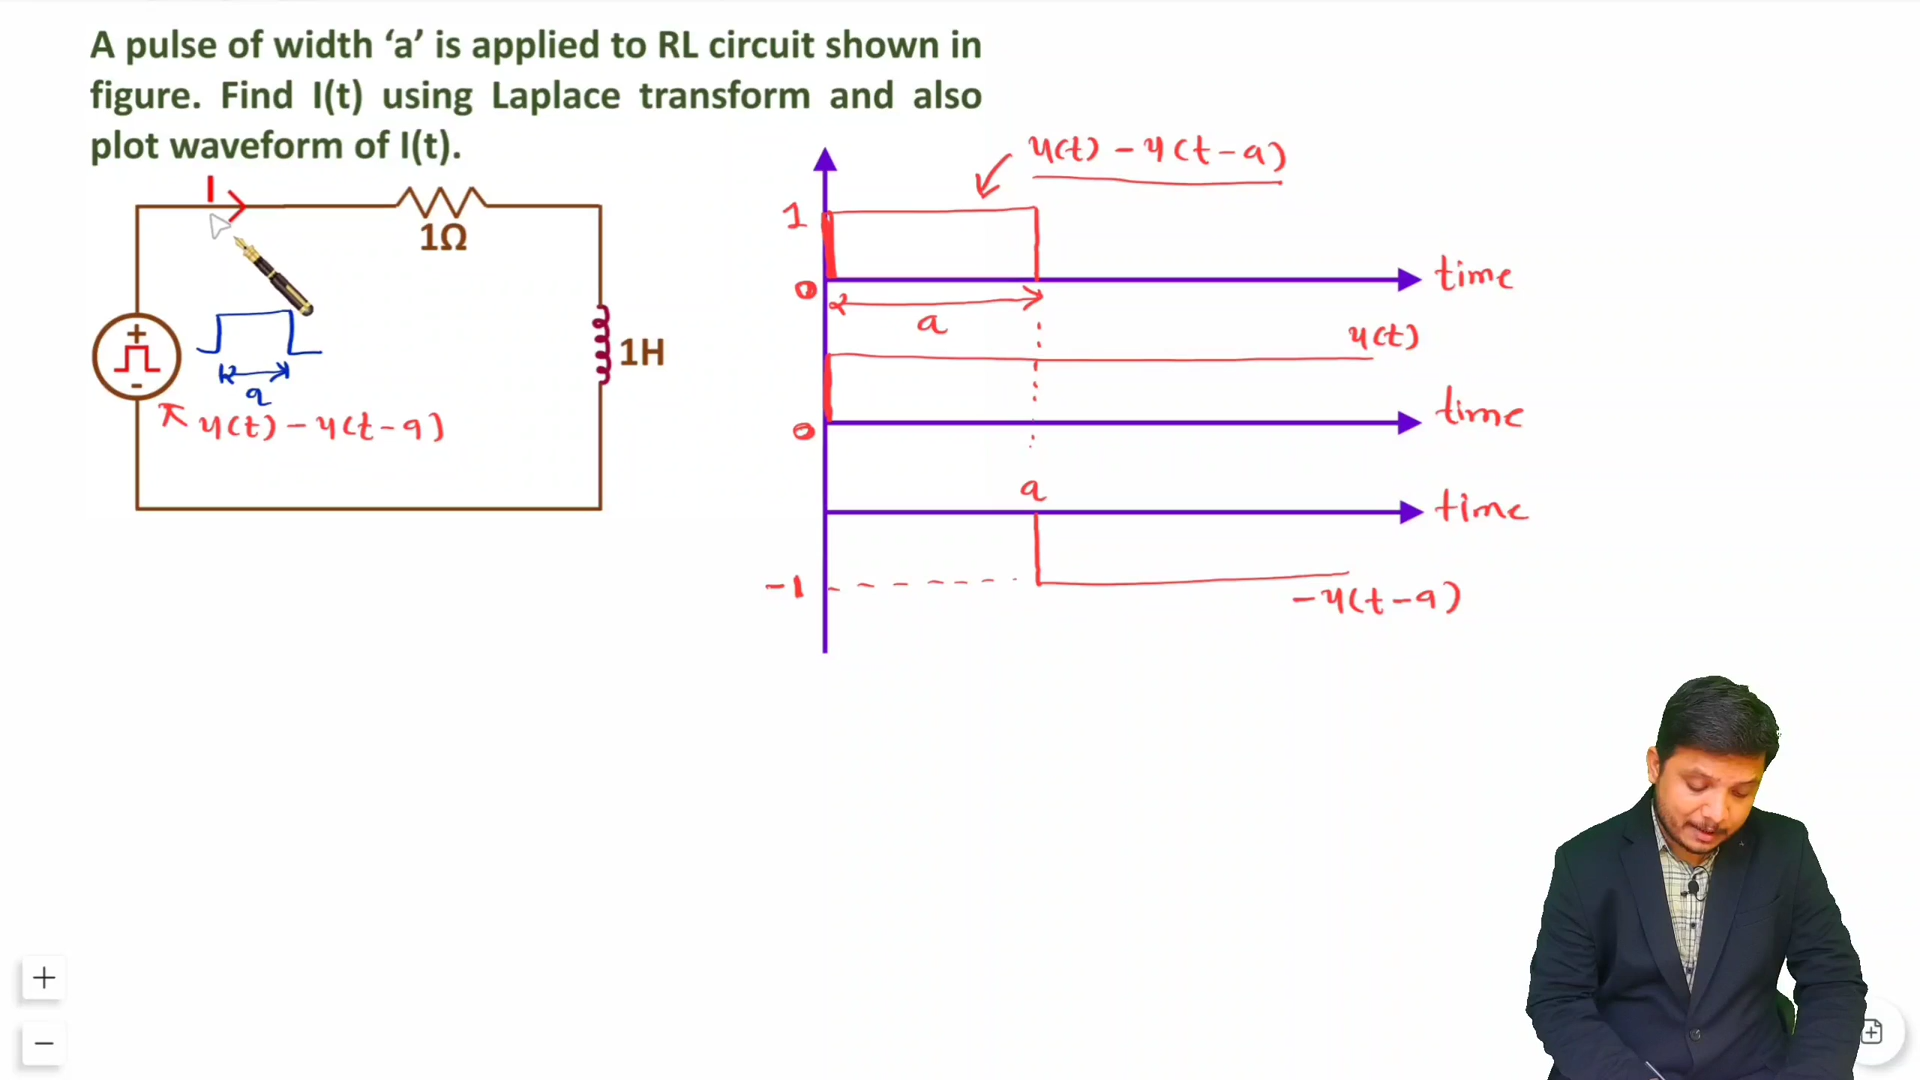 A pulse of width ‘a’ is applied to RL circuit shown in
figure. Find I(t) using Laplace transform and also
plot waveform of I(t).
I
1Ω
+
-
a
1H
u(t) - u(t-a)
u(t) - u(t-a)
1
0
time
a
u(t)
0
time
a
time
-1
-u(t-a)